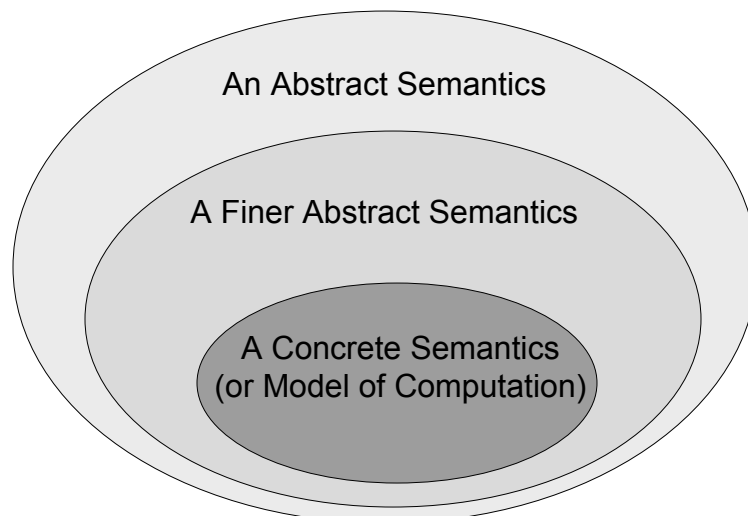 An Abstract Semantics
A Finer Abstract Semantics
A Concrete Semantics
(or Model of Computation)